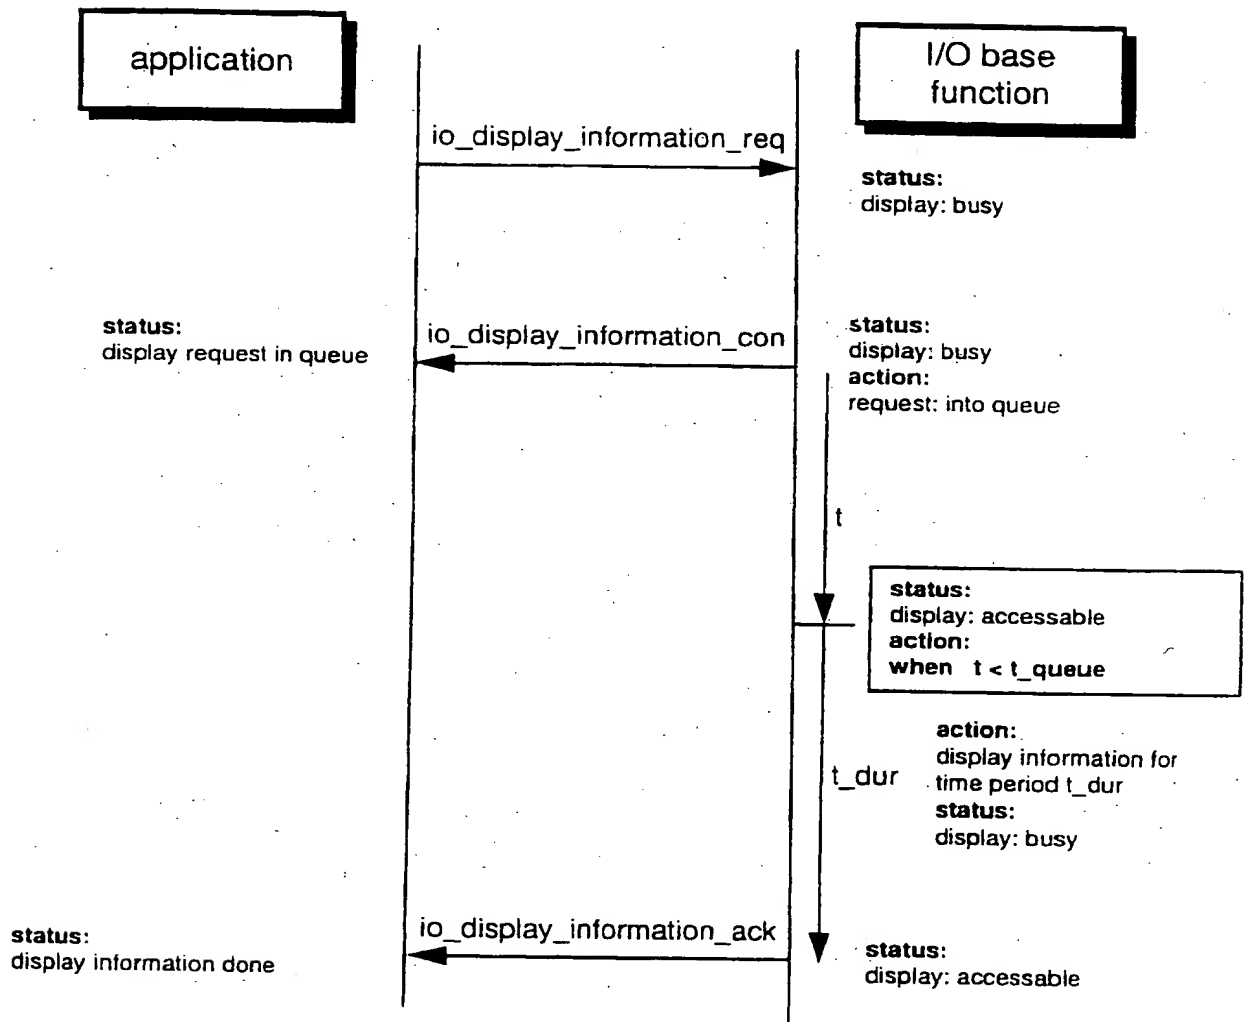 application
I/O base
function
io_display_information_req
status:
display: busy
status:
display request in queue
io_display_information_con
status:
display: busy
action:
request: into queue
t
status:
display: accessable
action:
when t < t_queue
t_dur
action:
display information for
time period t_dur
status:
display: busy
io_display_information_ack
status:
display information done
status:
display: accessable